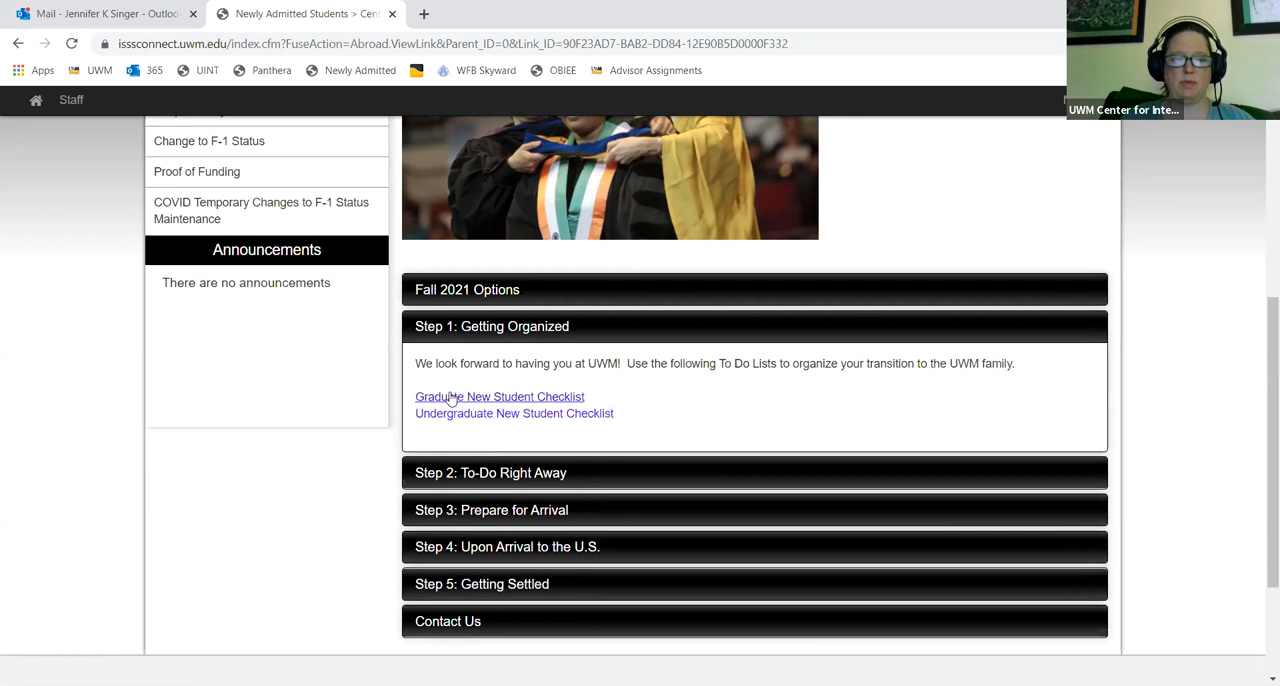 Mail - Jennifer K Singer - Outloo
Newly Admitted Students > Cent
isssconnect.uwm.edu/index.cfm?FuseAction=Abroad.ViewLink&Parent_ID=0&Link_ID=90F23AD7-BAB2-DD84-12E90B5D0000F332
Apps
UWM
365
UINT
Panthera
Newly Admitted
WFB Skyward
OBIEE
Advisor Assignments
UWM Center for Inte...
Staff
Change to F-1 Status
Proof of Funding
COVID Temporary Changes to F-1 Status
Maintenance
Announcements
There are no announcements
Fall 2021 Options
Step 1: Getting Organized
We look forward to having you at UWM! Use the following To Do Lists to organize your transition to the UWM family.
Graduate New Student Checklist
Undergraduate New Student Checklist
Step 2: To-Do Right Away
Step 3: Prepare for Arrival
Step 4: Upon Arrival to the U.S.
Step 5: Getting Settled
Contact Us